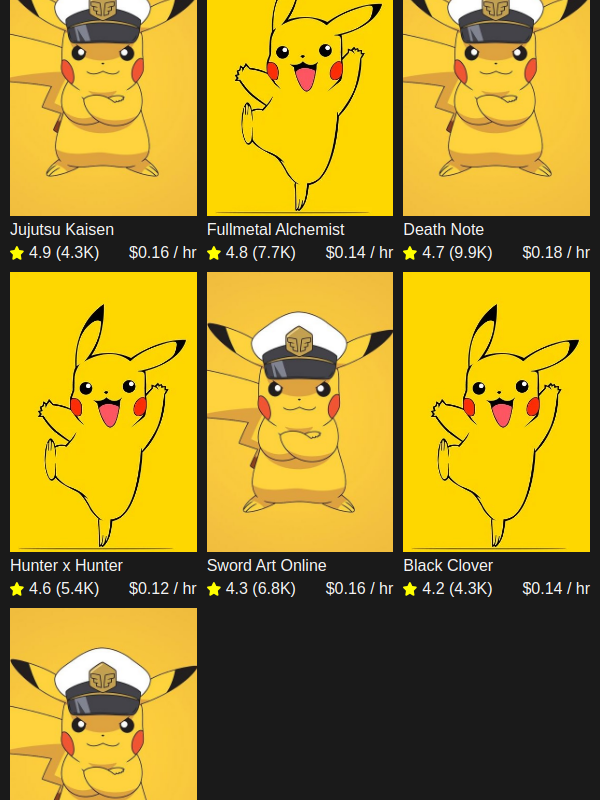 Jujutsu Kaisen
4.9 (4.3K) $0.16 / hr
Fullmetal Alchemist
4.8 (7.7K) $0.14 / hr
Death Note
4.7 (9.9K) $0.18 / hr
Hunter x Hunter
4.6 (5.4K) $0.12 / hr
Sword Art Online
4.3 (6.8K) $0.16 / hr
Black Clover
4.2 (4.3K) $0.14 / hr